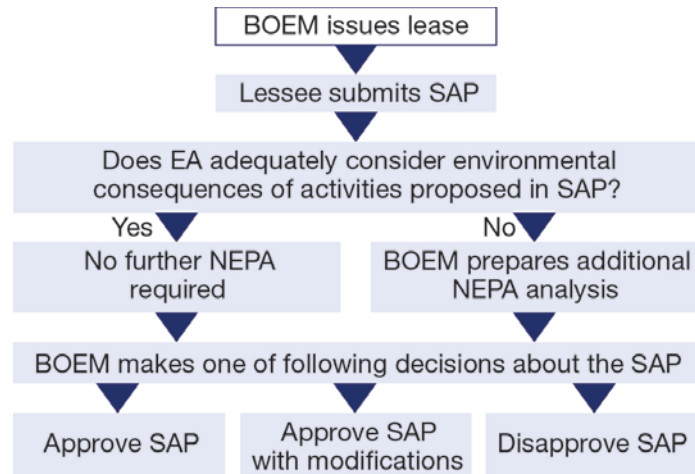 BOEM issues lease
Lessee submits SAP
Does EA adequately consider environmental
consequences of activities proposed in SAP?
Yes
No
No further NEPA
required
BOEM prepares additional
NEPA analysis
BOEM makes one of following decisions about the SAP
Approve SAP
Approve SAP
with modifications
Disapprove SAP